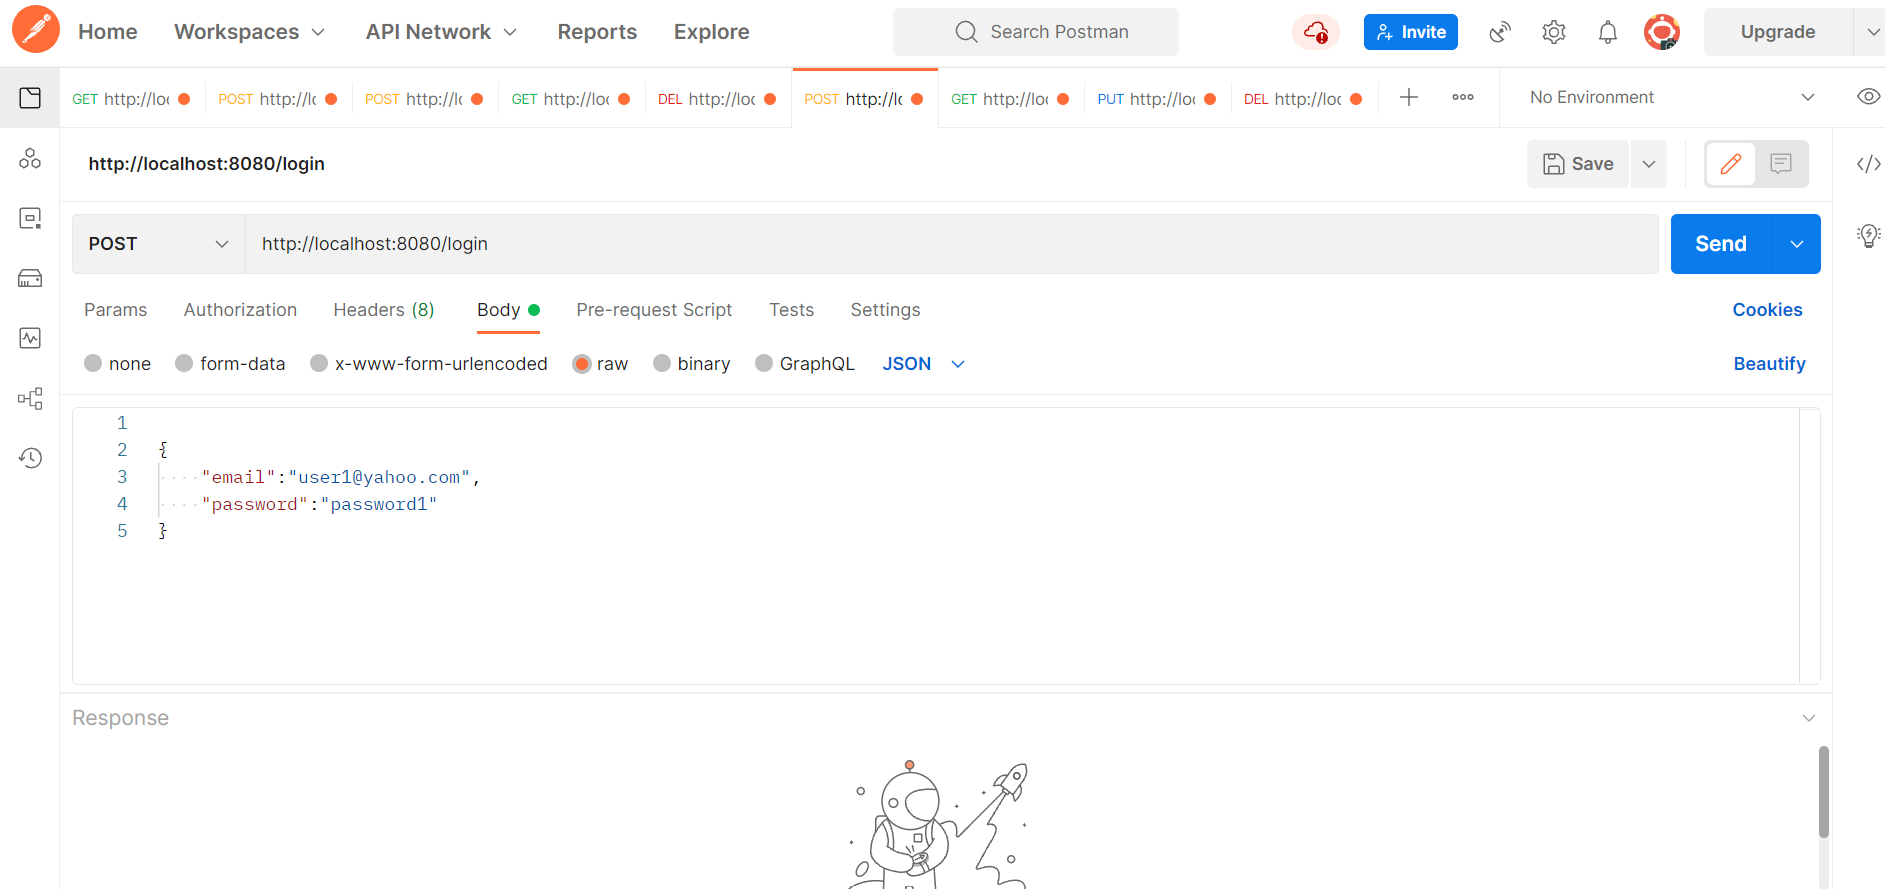 Home Workspaces API Network Reports Explore Search Postman Invite Upgrade
GET http://loc POST http://lc POST http://lc GET http://loc DEL http://loc POST http://lc GET http://loc PUT http://loc DEL http://loc No Environment
http://localhost:8080/login Save
POST http://localhost:8080/login Send
Params Authorization Headers (8) Body Pre-request Script Tests Settings Cookies
none form-data x-www-form-urlencoded raw binary GraphQL JSON Beautify
1
2 {
3 "email":"user1@yahoo.com",
4 "password":"password1"
5 }
Response